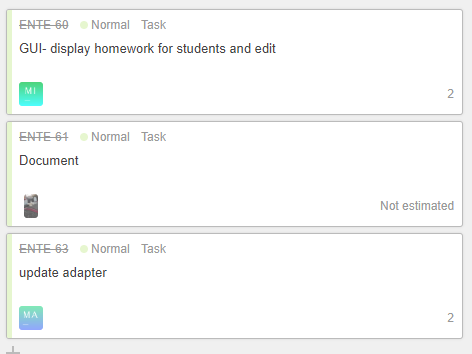 ENTE-60 Normal Task
GUI- display homework for students and edit
MI
2
ENTE-61 Normal Task
Document
Not estimated
ENTE-63 Normal Task
update adapter
MA
2